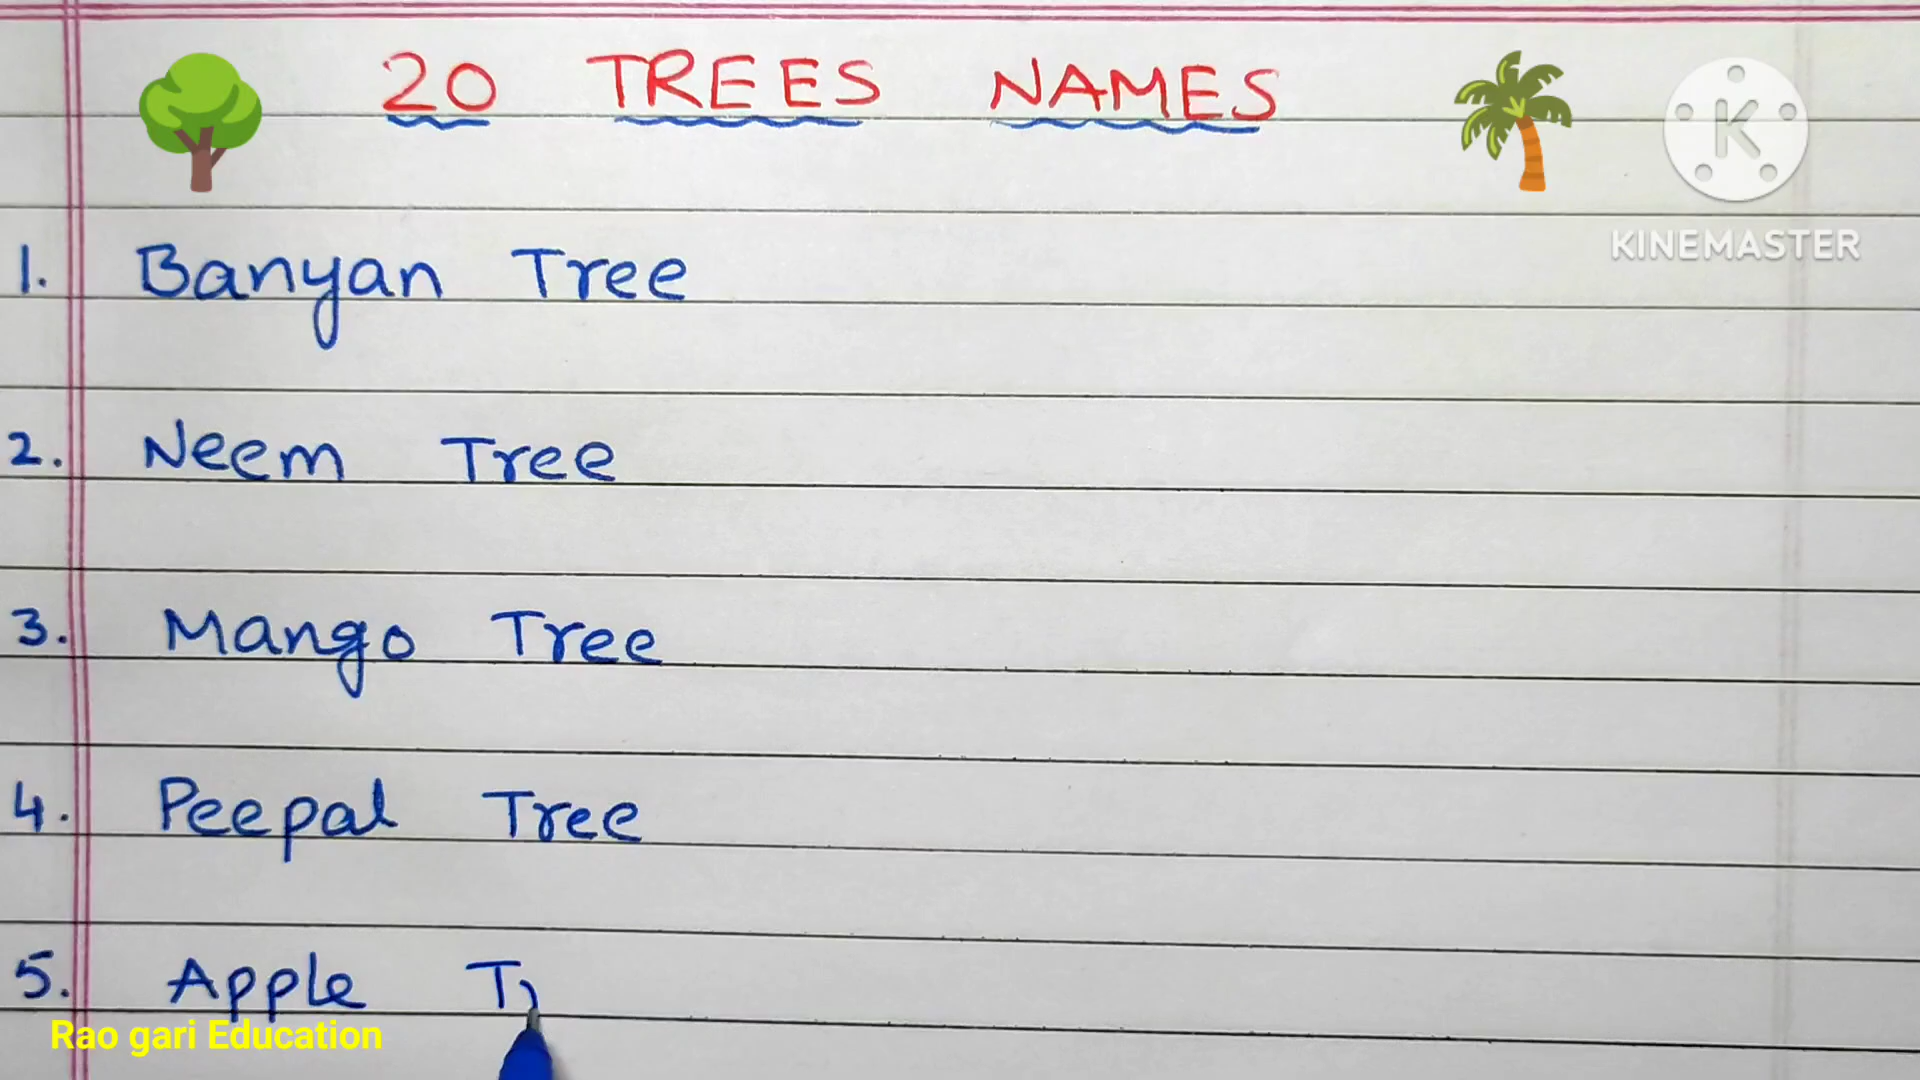 20 TREES NAMES
KINEMASTER
1. Banyan Tree
2. Neem Tree
3. Mango Tree
4. Peepal Tree
5. Apple Tr
Rao gari Education